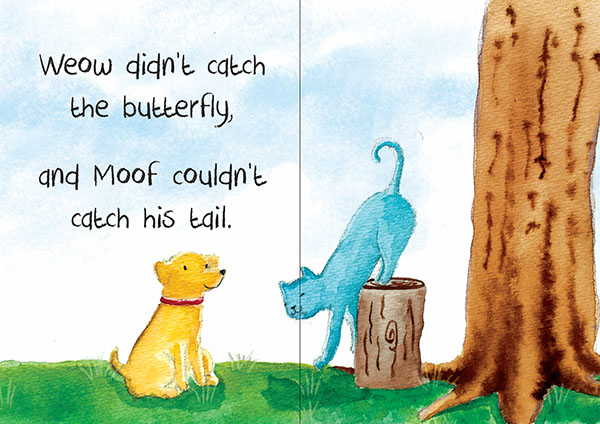 Weow didn't catch
the butterfly,
and Moof couldn't
catch his tail.